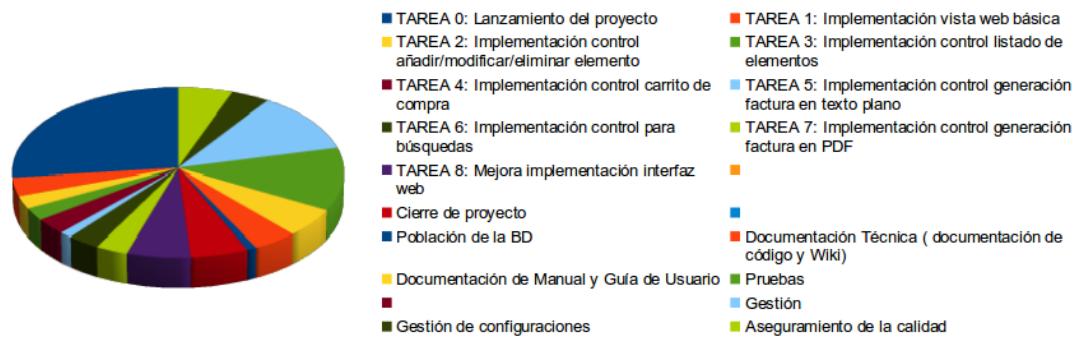 TAREA 0: Lanzamiento del proyecto
TAREA 1: Implementación vista web básica
TAREA 2: Implementación control
añadir/modificar/eliminar elemento
TAREA 3: Implementación control listado de
elementos
TAREA 4: Implementación control carrito de
compra
TAREA 5: Implementación control generación
factura en texto plano
TAREA 6: Implementación control para
búsquedas
TAREA 7: Implementación control generación
factura en PDF
TAREA 8: Mejora implementación interfaz
web
Cierre de proyecto
Población de la BD
Documentación Técnica ( documentación de
código y Wiki)
Documentación de Manual y Guía de Usuario
Pruebas
Gestión
Gestión de configuraciones
Aseguramiento de la calidad